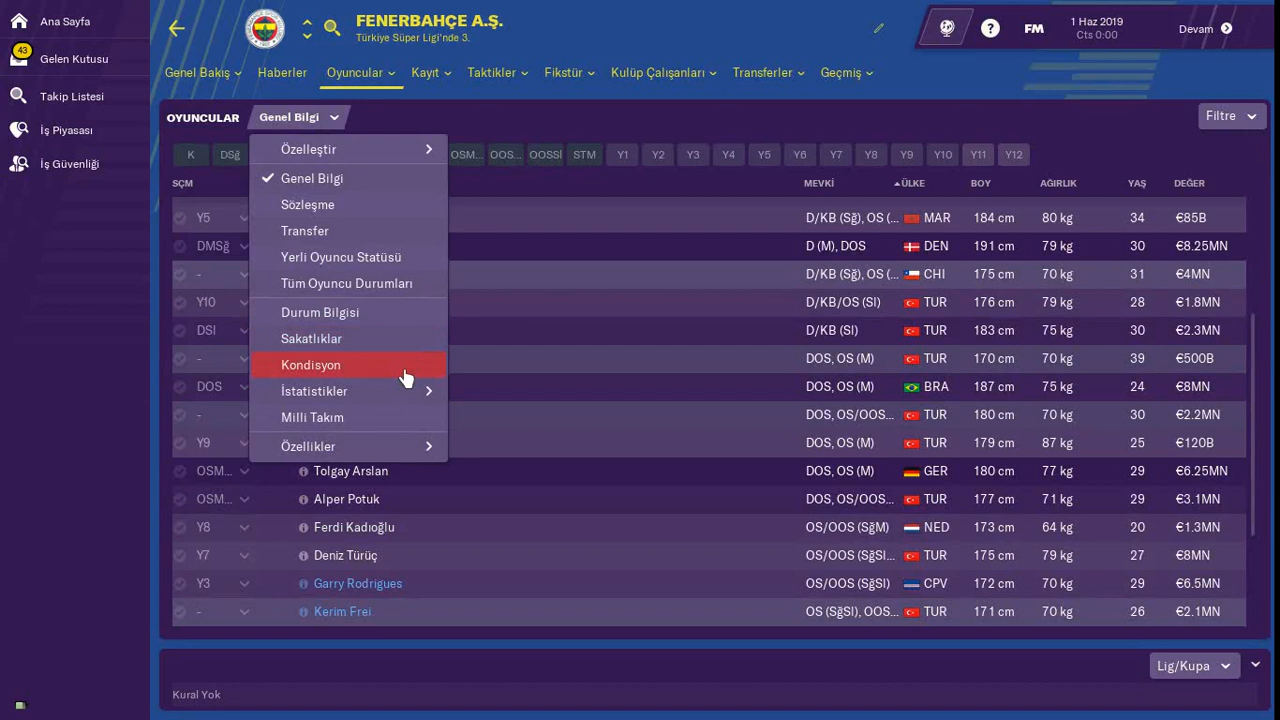 Ana Sayfa
43
Gelen Kutusu
Takip Listesi
İş Piyasası
İş Güvenliği
FENERBAHÇE A.Ş.
Türkiye Süper Ligi'nde 3.
?
FM
1 Haz 2019
Cts 0:00
Devam
Genel Bakış
Haberler
Oyuncular
Kayıt
Taktikler
Fikstür
Kulüp Çalışanları
Transferler
Geçmiş
OYUNCULAR
Genel Bilgi
Filtre
K DSğ OSM... OOS... OOSSI STM Y1 Y2 Y3 Y4 Y5 Y6 Y7 Y8 Y9 Y10 Y11 Y12
Özelleştir
Genel Bilgi
Sözleşme
Transfer
Yerli Oyuncu Statüsü
Tüm Oyuncu Durumları
Durum Bilgisi
Sakatlıklar
Kondisyon
İstatistikler
Milli Takım
Özellikler
SÇM MEVKİ ÜLKE BOY AĞIRLIK YAŞ DEĞER
Y5 D/KB (Sğ), OS (... MAR 184 cm 80 kg 34 €85B
DMSğ D (M), DOS DEN 191 cm 79 kg 30 €8.25MN
- D/KB (Sğ), OS (... CHI 175 cm 70 kg 31 €4MN
Y10 D/KB/OS (Sl) TUR 176 cm 79 kg 28 €1.8MN
DSI D/KB (Sl) TUR 183 cm 75 kg 30 €2.3MN
- DOS, OS (M) TUR 170 cm 70 kg 39 €500B
DOS DOS, OS (M) BRA 187 cm 75 kg 24 €8MN
- DOS, OS/OOS... TUR 180 cm 70 kg 30 €2.2MN
Y9 DOS, OS (M) TUR 179 cm 87 kg 25 €120B
OSM... Tolgay Arslan DOS, OS (M) GER 180 cm 77 kg 29 €6.25MN
OSM... Alper Potuk DOS, OS/OOS... TUR 177 cm 71 kg 29 €3.1MN
Y8 Ferdi Kadıoğlu OS/OOS (SğM) NED 173 cm 64 kg 20 €1.3MN
Y7 Deniz Türüç OS/OOS (SğSl... TUR 175 cm 79 kg 27 €8MN
Y3 Garry Rodrigues OS/OOS (SğSl) CPV 172 cm 70 kg 29 €6.5MN
- Kerim Frei OS (SğSl), OOS... TUR 171 cm 70 kg 26 €2.1MN
Lig/Kupa
Kural Yok